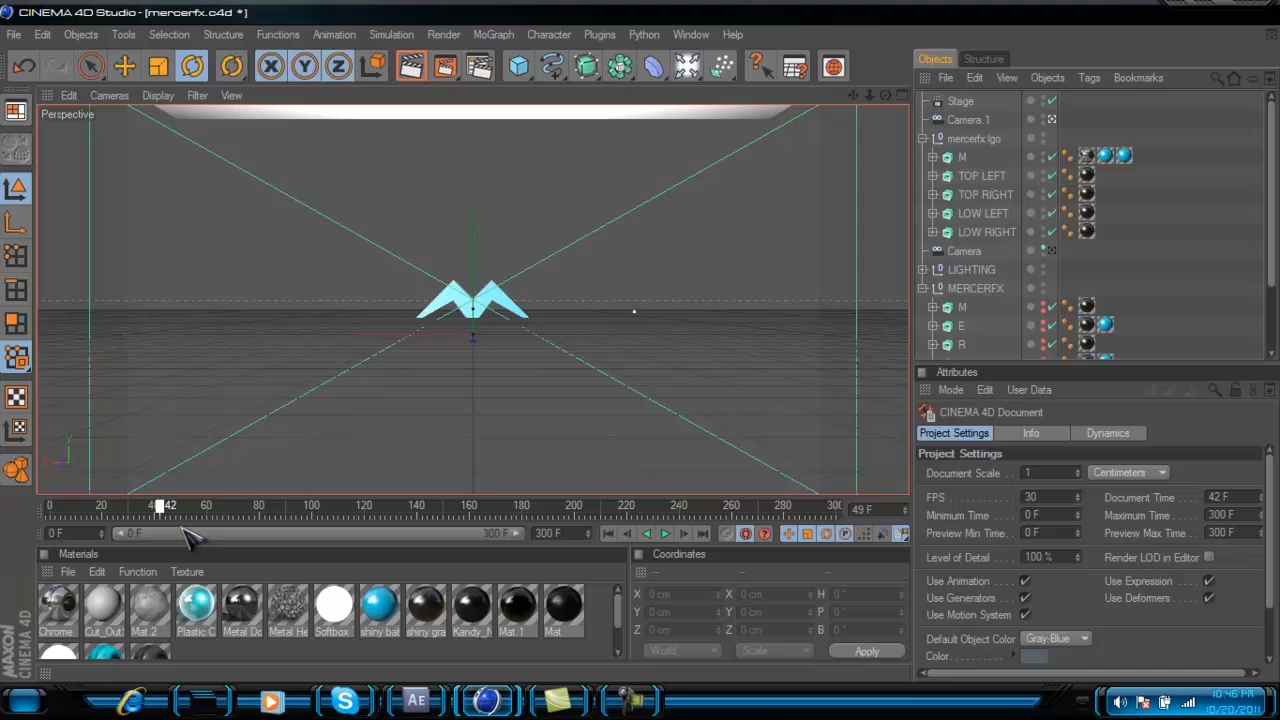 CINEMA 4D Studio - [mercerfx.c4d *]
File Edit Objects Tools Selection Structure Functions Animation Simulation Render MoGraph Character Plugins Python Window Help
X Y Z
Objects Structure
File Edit View Objects Tags Bookmarks
Edit Cameras Display Filter View
Perspective
Stage
Camera.1
mercerfx lgo
M
TOP LEFT
TOP RIGHT
LOW LEFT
LOW RIGHT
Camera
LIGHTING
MERCERFX
M
E
R
Attributes
Mode Edit User Data
CINEMA 4D Document
Project Settings Info Dynamics
Project Settings
Document Scale 1 Centimeters
FPS 30 Document Time 42 F
Minimum Time 0 F Maximum Time 300 F
Preview Min Time 0 F Preview Max Time 300 F
Level of Detail 100 % Render LOD in Editor
Use Animation Use Expression
Use Generators Use Deformers
Use Motion System
Default Object Color Gray-Blue
Color
Y
0 20 42 60 80 100 120 140 160 180 200 220 240 260 280 49 F
0 F 0 F 300 F 300 F
Materials
File Edit Function Texture
Chrome Mat 2 Plastic C Softbox shiny bal shiny gra Kandy_M Mat.1 Mat
Coordinates
X 0 cm X 0 cm H 0 °
Y 0 cm Y 0 cm P 0 °
Z 0 cm Z 0 cm B 0 °
World Scale Apply
MAXON
CINEMA 4D
Ae
10:46 PM
10/20/2011